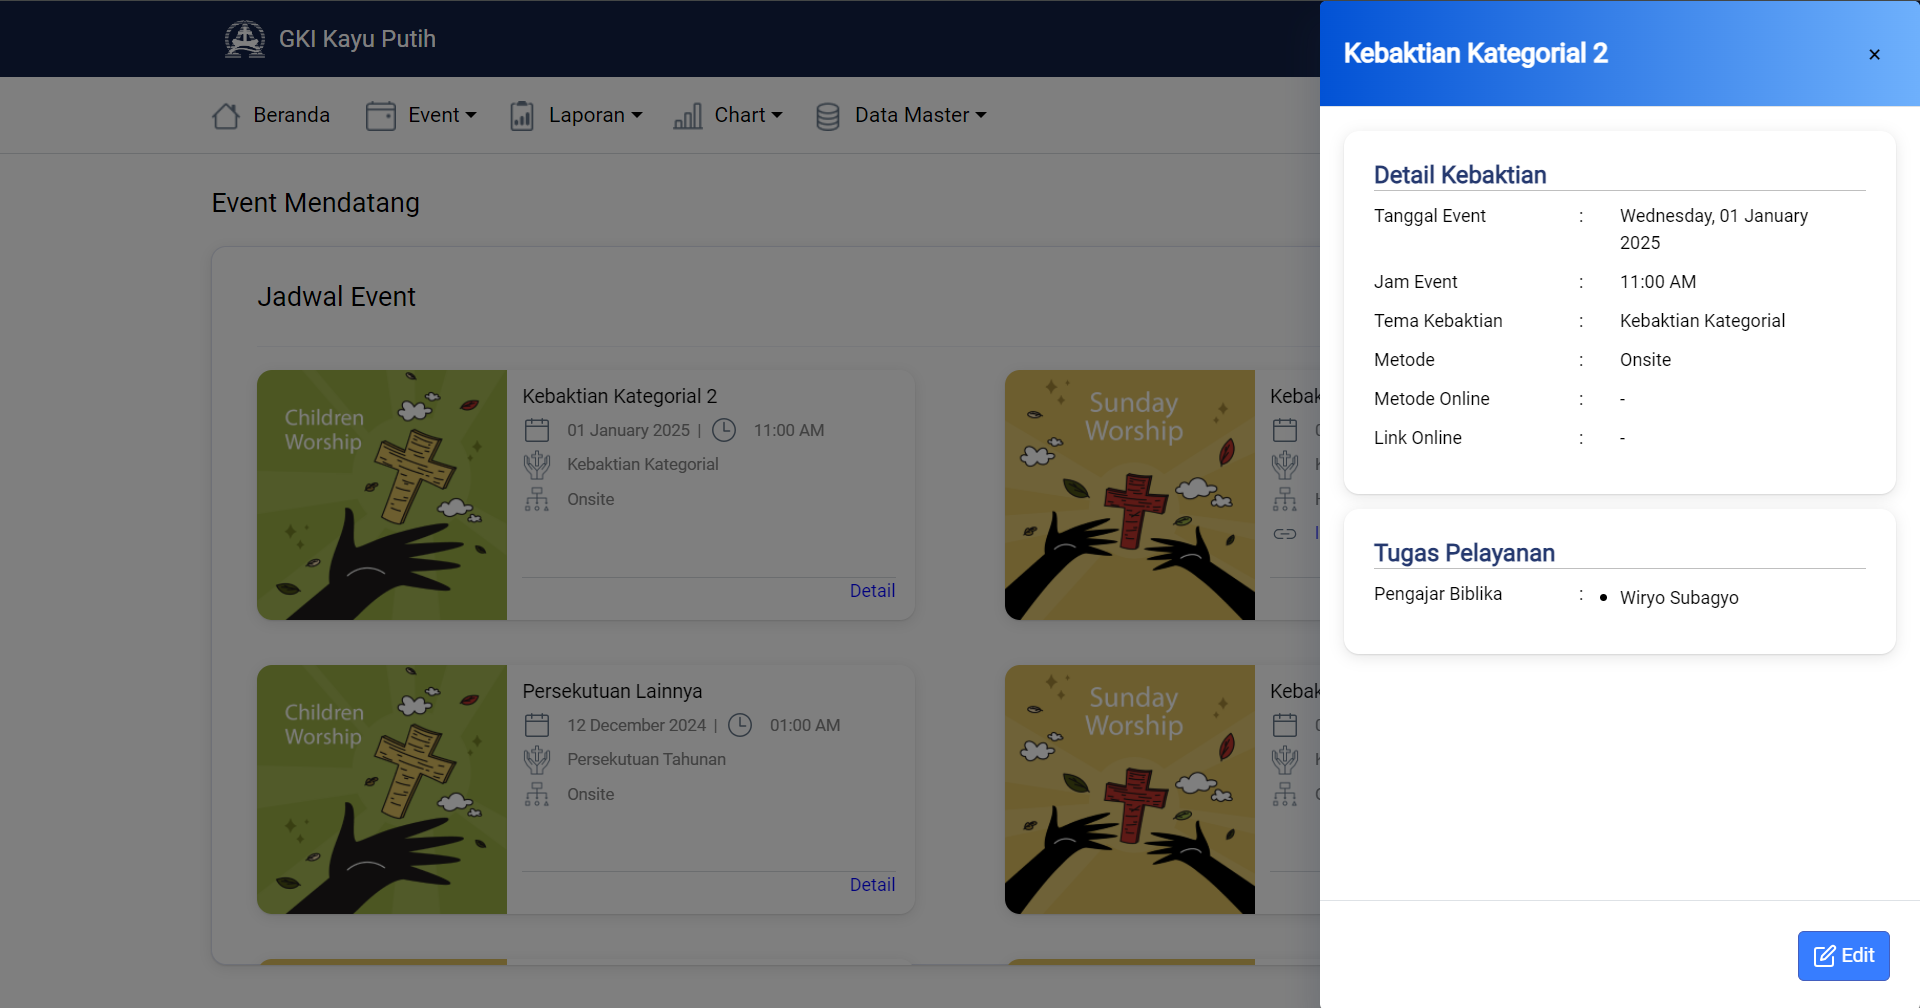 GKI Kayu Putih
Beranda
Event
Laporan
Chart
Data Master
Event Mendatang
Jadwal Event
Children
Worship
Kebaktian Kategorial 2
01 January 2025 | 11:00 AM
Kebaktian Kategorial
Onsite
Detail
Sunday
Worship
Children
Worship
Persekutuan Lainnya
12 December 2024 | 01:00 AM
Persekutuan Tahunan
Onsite
Detail
Sunday
Worship
Kebaktian Kategorial 2
×
Detail Kebaktian
Tanggal Event : Wednesday, 01 January
2025
Jam Event : 11:00 AM
Tema Kebaktian : Kebaktian Kategorial
Metode : Onsite
Metode Online : -
Link Online : -
Tugas Pelayanan
Pengajar Biblika : • Wiryo Subagyo
Edit